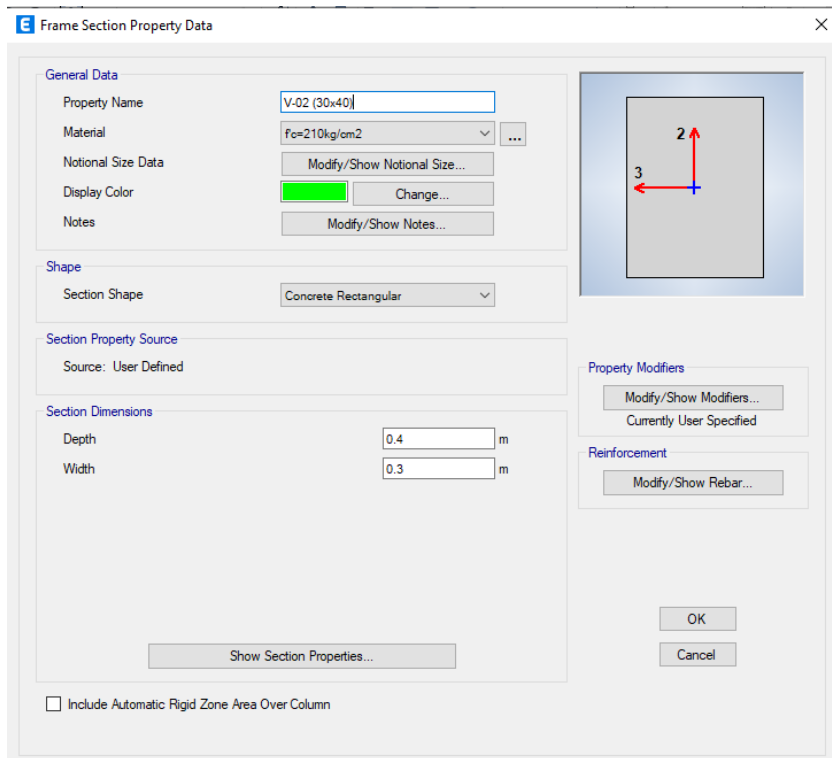 E Frame Section Property Data
General Data
Property Name V-02 (30x40)
Material f'c=210kg/cm2 ...
Notional Size Data Modify/Show Notional Size...
Display Color Change...
Notes Modify/Show Notes...
Shape
Section Shape Concrete Rectangular
Section Property Source
Source: User Defined
Section Dimensions
Depth 0.4 m
Width 0.3 m
Show Section Properties...
Include Automatic Rigid Zone Area Over Column
2
3
Property Modifiers
Modify/Show Modifiers...
Currently User Specified
Reinforcement
Modify/Show Rebar...
OK
Cancel